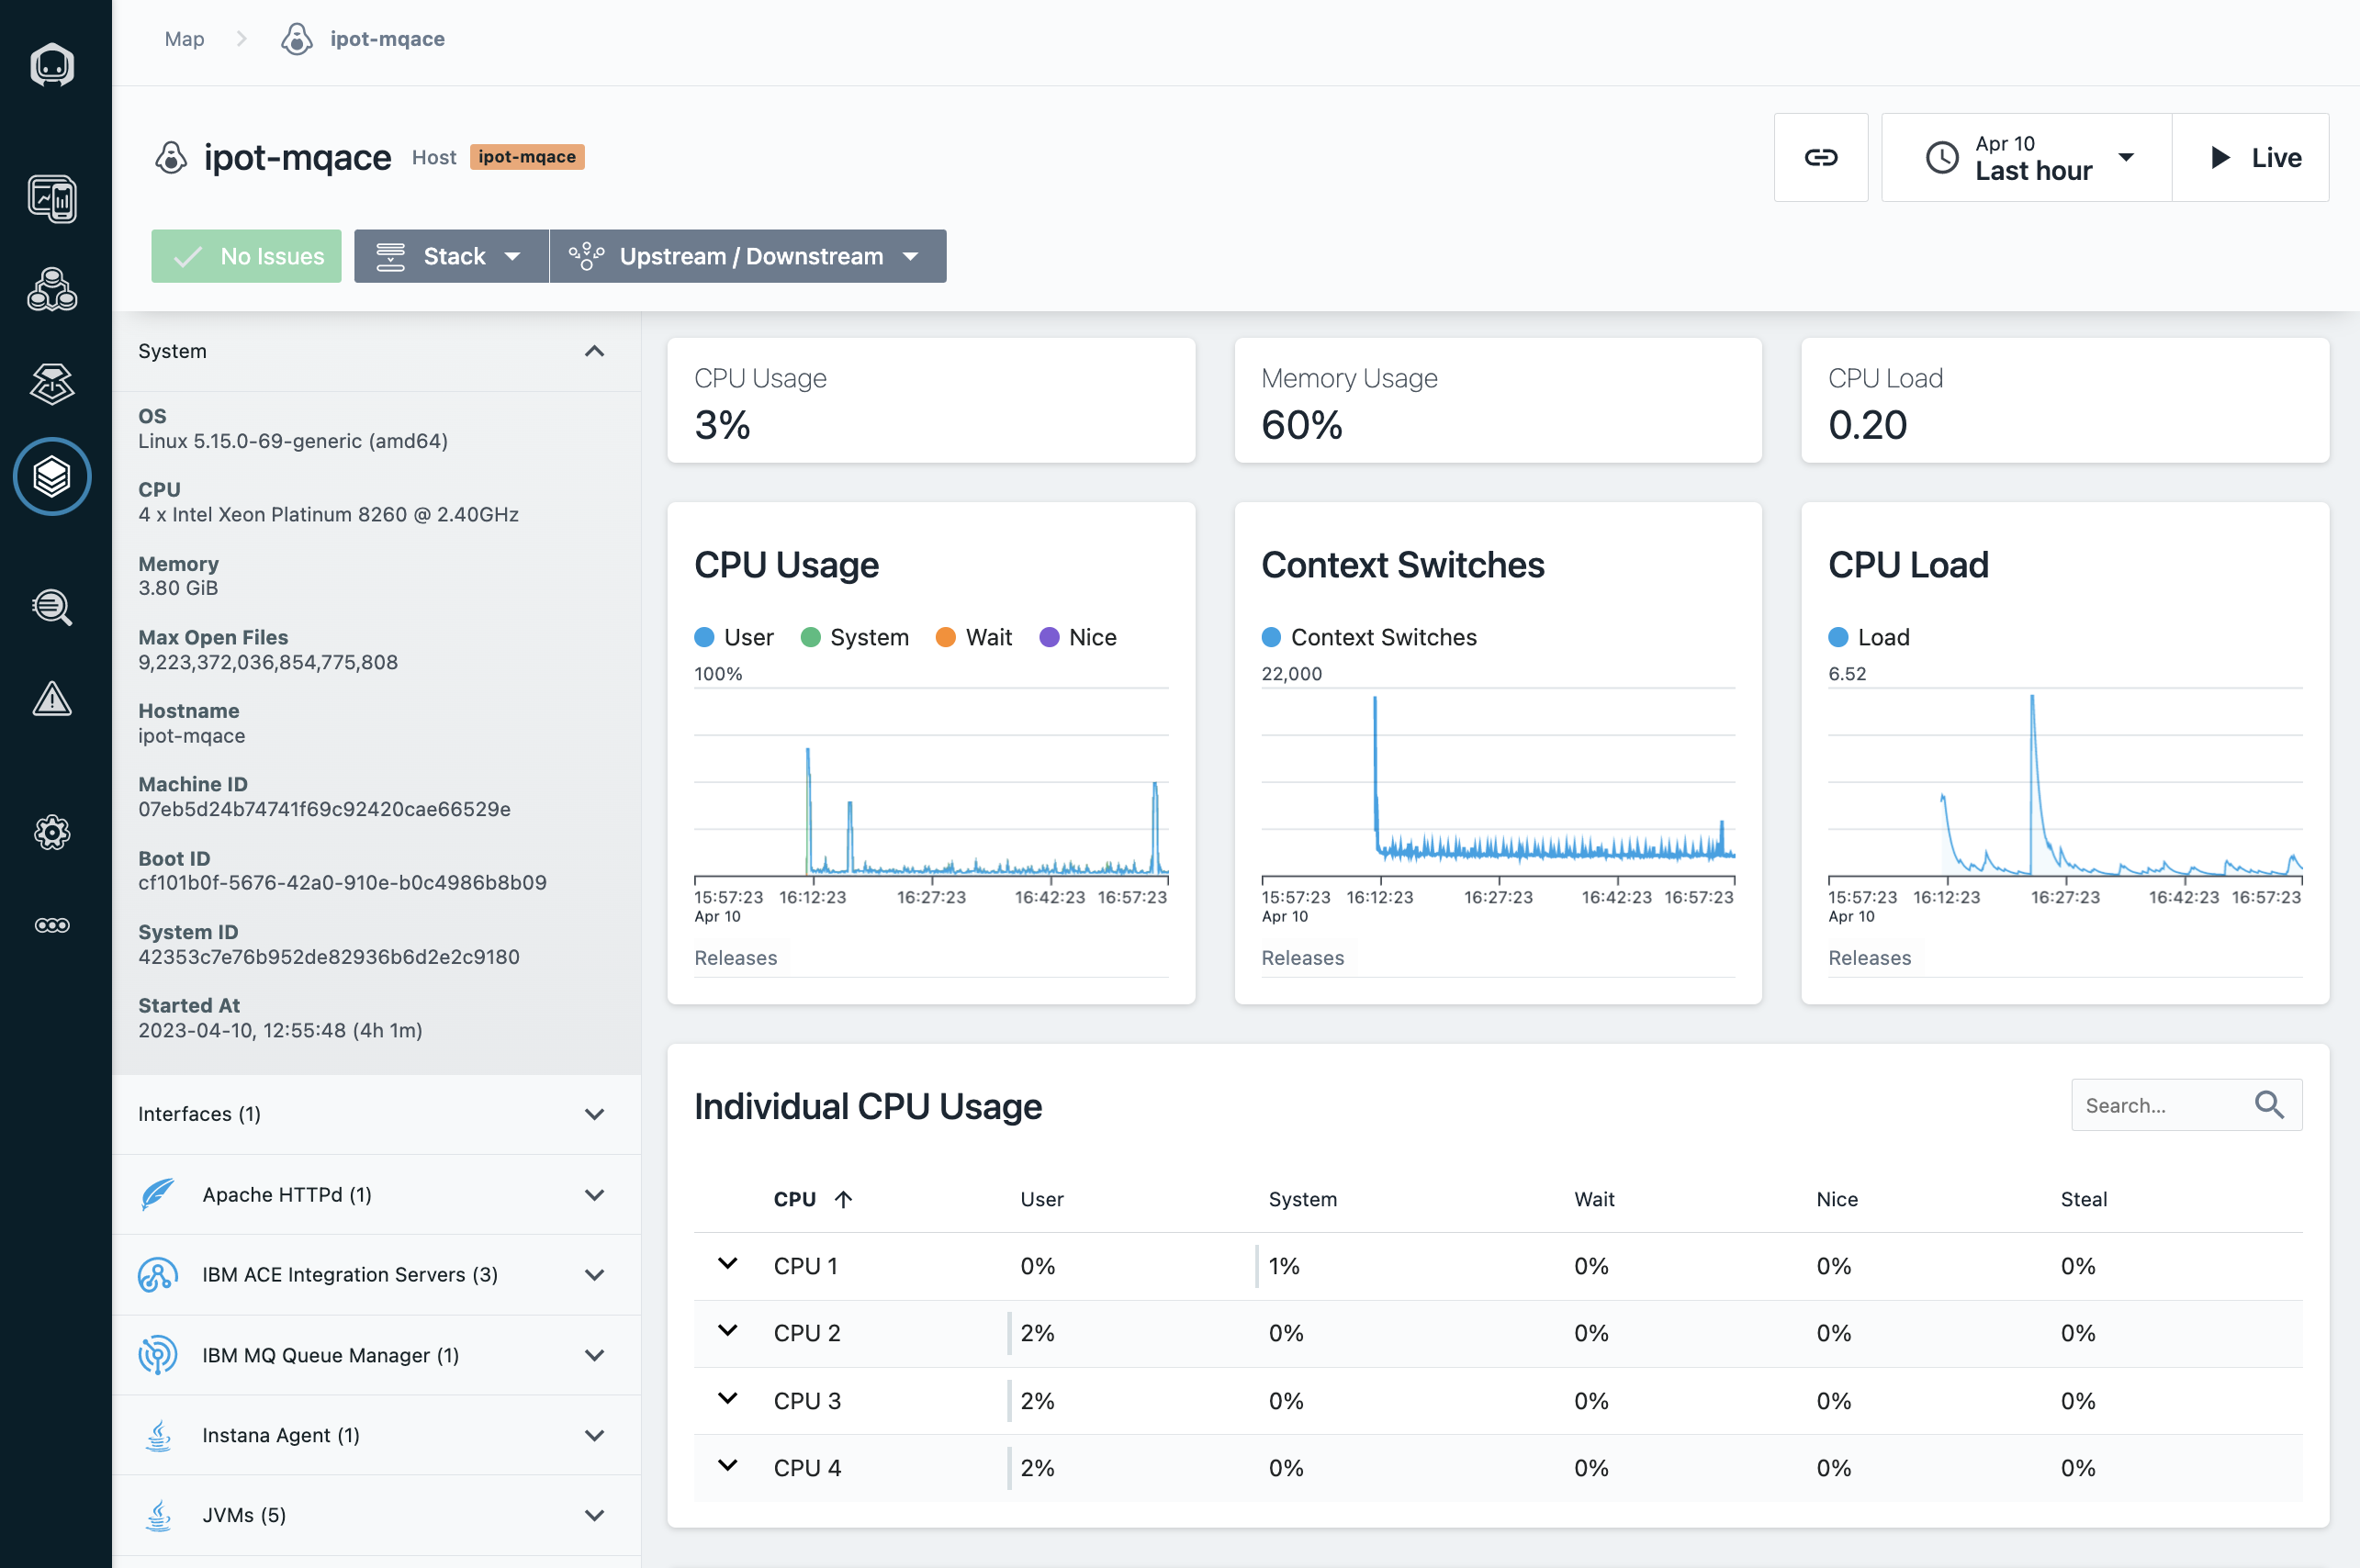 Map
ipot-mqace
ipot-mqace Host ipot-mqace
Apr 10
Last hour
Live
No Issues
Stack
Upstream / Downstream
System
OS
Linux 5.15.0-69-generic (amd64)
CPU
4 x Intel Xeon Platinum 8260 @ 2.40GHz
Memory
3.80 GiB
Max Open Files
9,223,372,036,854,775,808
Hostname
ipot-mqace
Machine ID
07eb5d24b74741f69c92420cae66529e
Boot ID
cf101b0f-5676-42a0-910e-b0c4986b8b09
System ID
42353c7e76b952de82936b6d2e2c9180
Started At
2023-04-10, 12:55:48 (4h 1m)
Interfaces (1)
Apache HTTPd (1)
IBM ACE Integration Servers (3)
IBM MQ Queue Manager (1)
Instana Agent (1)
JVMs (5)
CPU Usage
3%
Memory Usage
60%
CPU Load
0.20
CPU Usage
User System Wait Nice
100%
15:57:23 16:12:23 16:27:23 16:42:23 16:57:23
Apr 10
Releases
Context Switches
Context Switches
22,000
15:57:23 16:12:23 16:27:23 16:42:23 16:57:23
Apr 10
Releases
CPU Load
Load
6.52
15:57:23 16:12:23 16:27:23 16:42:23 16:57:23
Apr 10
Releases
Individual CPU Usage
Search...
CPU User System Wait Nice Steal
CPU 1 0% 1% 0% 0% 0%
CPU 2 2% 0% 0% 0% 0%
CPU 3 2% 0% 0% 0% 0%
CPU 4 2% 0% 0% 0% 0%